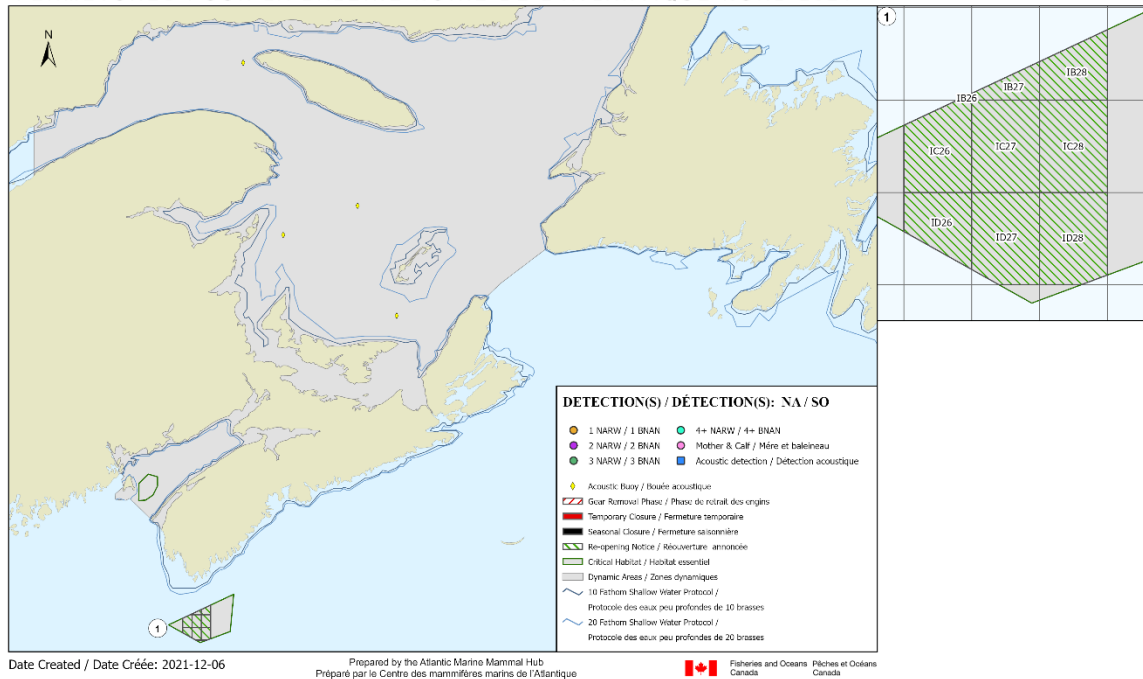 N
1
IB28
IB27
IB26
IC26
IC27
IC28
ID26
ID27
ID28
DETECTION(S) / DÉTECTION(S): NA / SO
1 NARW / 1 BNAN
4+ NARW / 4+ BNAN
2 NARW / 2 BNAN
Mother & Calf / Mére et baleineau
3 NARW / 3 BNAN
Acoustic detection / Détection acoustique
Acoustic Buoy / Bouée acoustique
Gear Removal Phase / Phase de retrait des engins
Temporary Closure / Fermeture temporaire
Seasonal Closure / Fermeture saisonnière
Re-opening Notice / Réouverture annoncée
Critical Habitat / Habitat essentiel
Dynamic Areas / Zones dynamiques
10 Fathom Shallow Water Protocol /
Protocole des eaux peu profondes de 10 brasses
20 Fathom Shallow Water Protocol /
Protocole des eaux peu profondes de 20 brasses
1
Date Created / Date Créée: 2021-12-06
Prepared by the Atlantic Marine Mammal Hub
Préparé par le Centre des mammifères marins de l'Atlantique
Fisheries and Oceans Canada
Pêches et Océans Canada